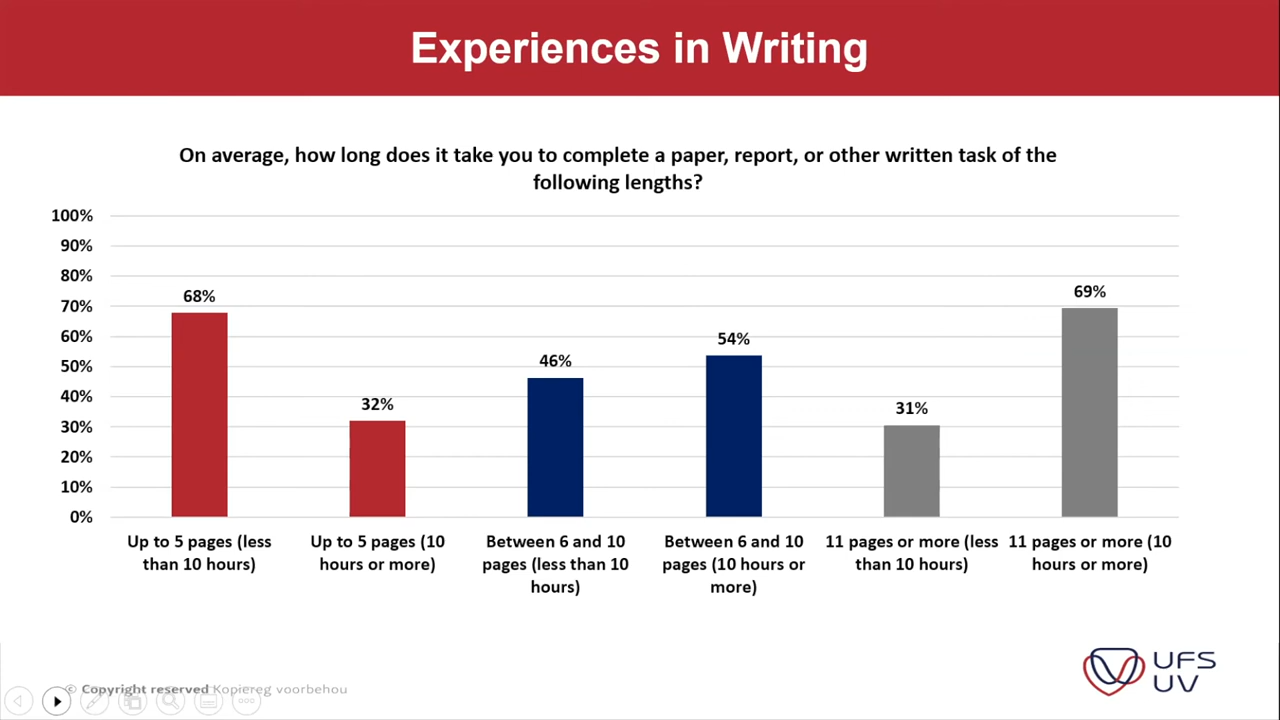 Experiences in Writing
On average, how long does it take you to complete a paper, report, or other written task of the
following lengths?
100%
90%
80%
70%
60%
50%
40%
30%
20%
10%
0%
68%
32%
46%
54%
31%
69%
Up to 5 pages (less
than 10 hours)
Up to 5 pages (10
hours or more)
Between 6 and 10
pages (less than 10
hours)
Between 6 and 10
pages (10 hours or
more)
11 pages or more (less
than 10 hours)
11 pages or more (10
hours or more)
© Copyright reserved Kopiereg voorbehou
UFS
UV